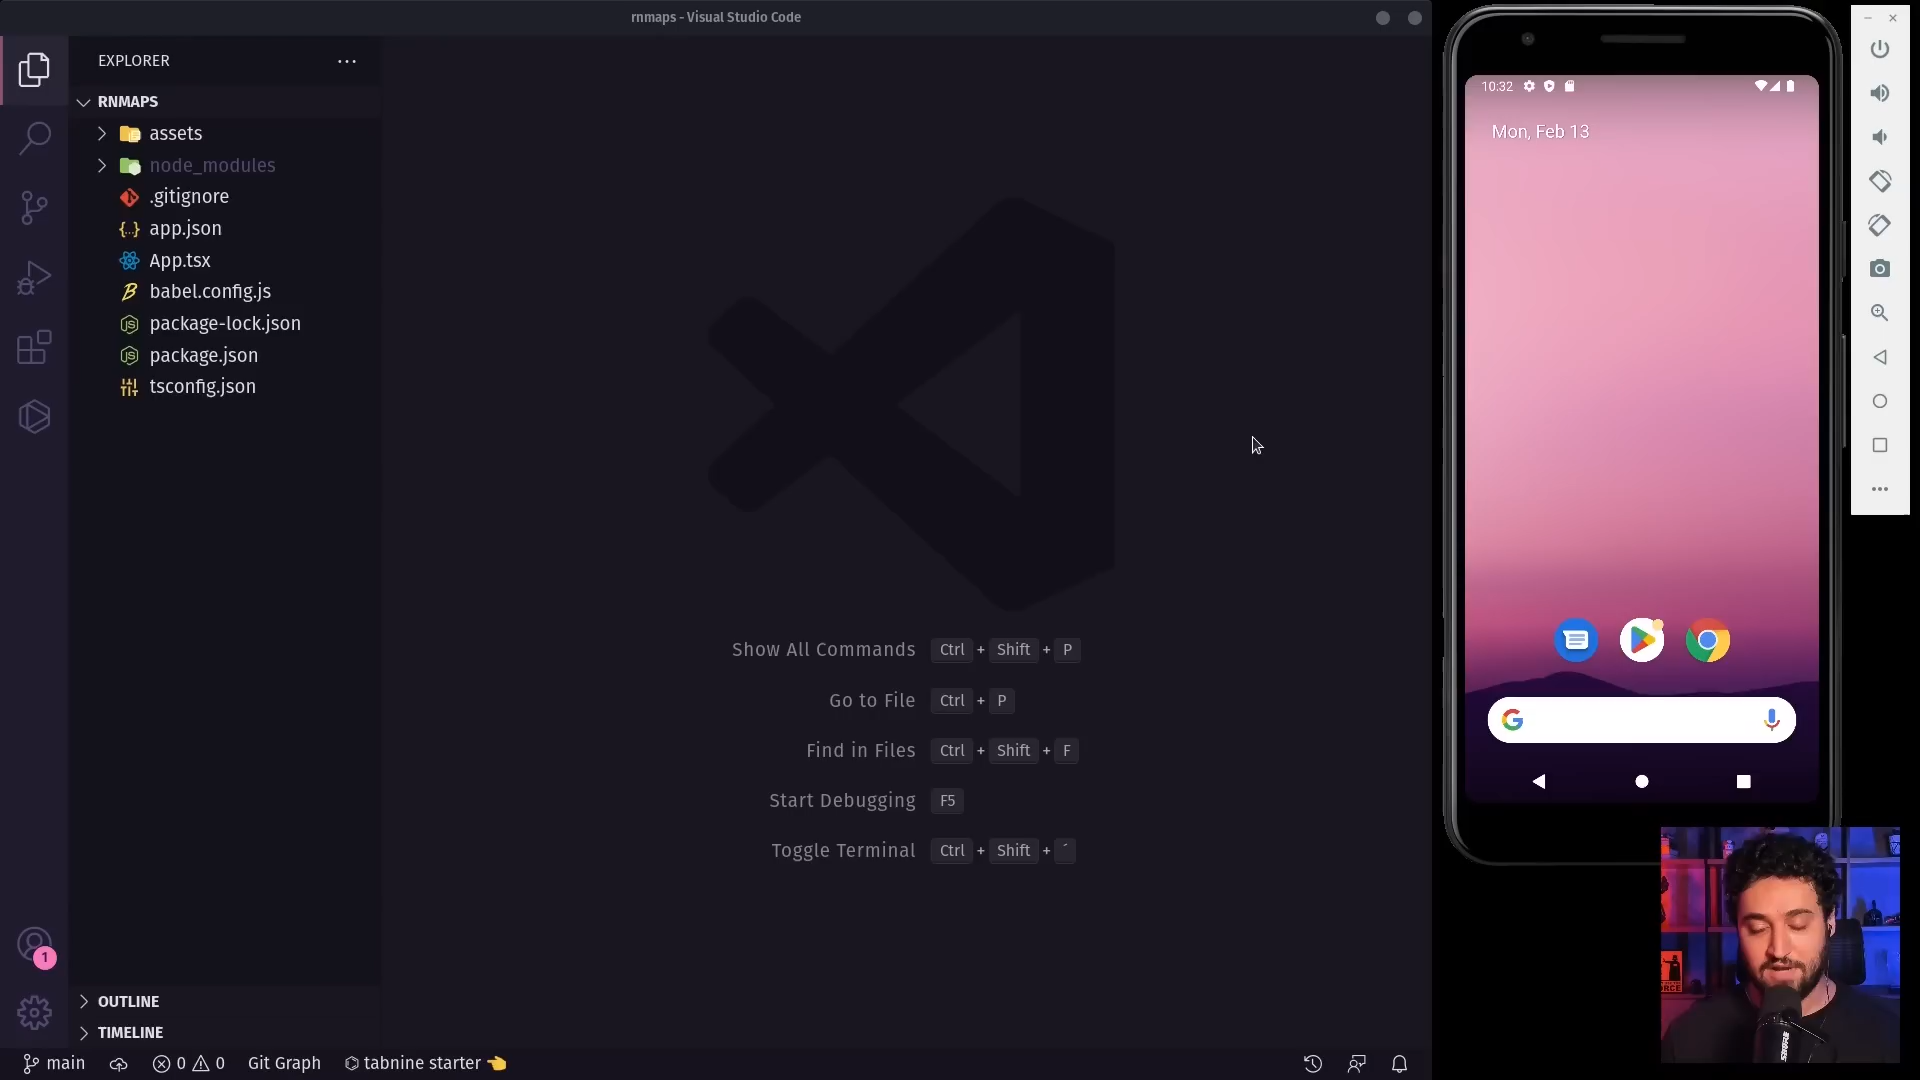 rnmaps - Visual Studio Code
EXPLORER
RNMAPS
assets
node_modules
.gitignore
app.json
App.tsx
babel.config.js
package-lock.json
package.json
tsconfig.json
OUTLINE
TIMELINE
1
Show All Commands Ctrl + Shift + P
Go to File Ctrl + P
Find in Files Ctrl + Shift + F
Start Debugging F5
Toggle Terminal Ctrl + Shift + ´
main 0 0 Git Graph tabnine starter 👈
10:32
Mon, Feb 13